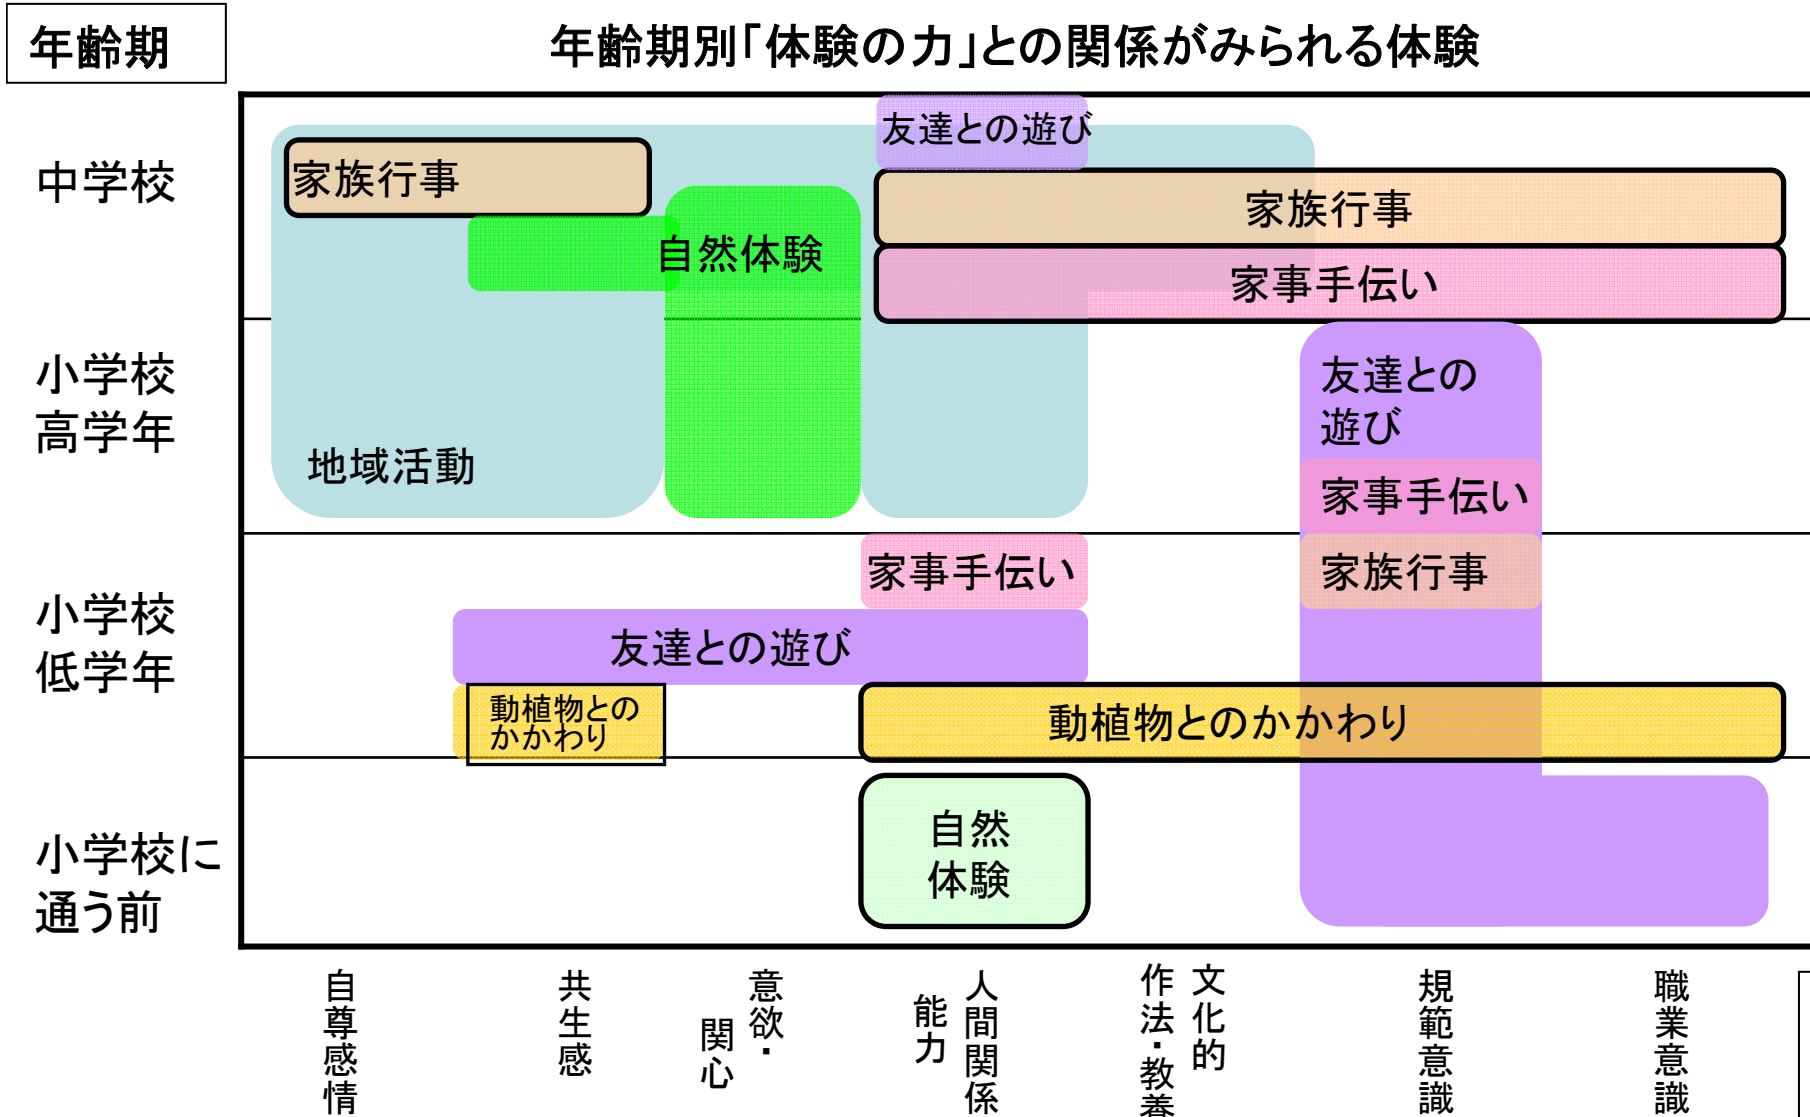 年齢期
年齢期別「体験の力」との関係がみられる体験
中学校
友達との遊び
家族行事
家族行事
自然体験
家事手伝い
小学校
高学年
友達との
遊び
地域活動
家事手伝い
小学校
低学年
家事手伝い
家族行事
友達との遊び
動植物との
かかわり
動植物とのかかわり
小学校に
通う前
自然
体験
自尊感情
共生感
意欲・
関心
人間関係
能力
文化的
作法・教養
規範意識
職業意識